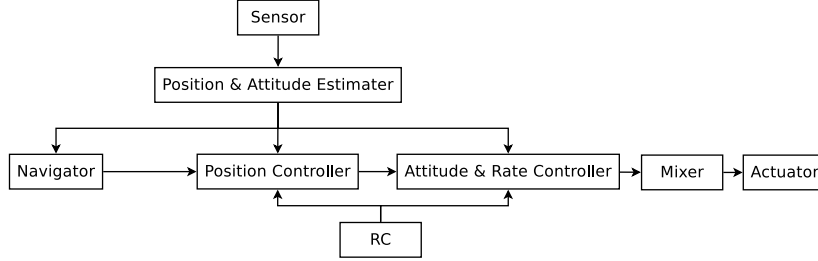 Sensor
Position & Attitude Estimater
Navigator
Position Controller
Attitude & Rate Controller
Mixer
Actuator
RC